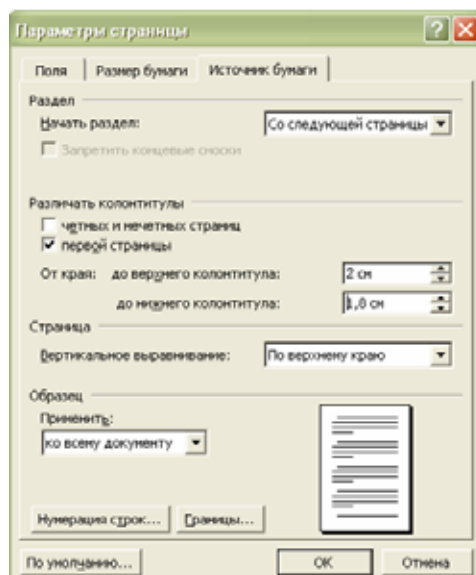 Параметры страницы
Поля Размер бумаги Источник бумаги
Раздел
Начать раздел: Со следующей страницы
Запретить концевые сноски
Различать колонтитулы
четных и нечетных страниц
первой страницы
От края: до верхнего колонтитула: 2 см
до нижнего колонтитула: 1,8 см
Страница
Вертикальное выравнивание: По верхнему краю
Образец
Применить:
ко всему документу
Нумерация строк... Границы...
По умолчанию... ОК Отмена